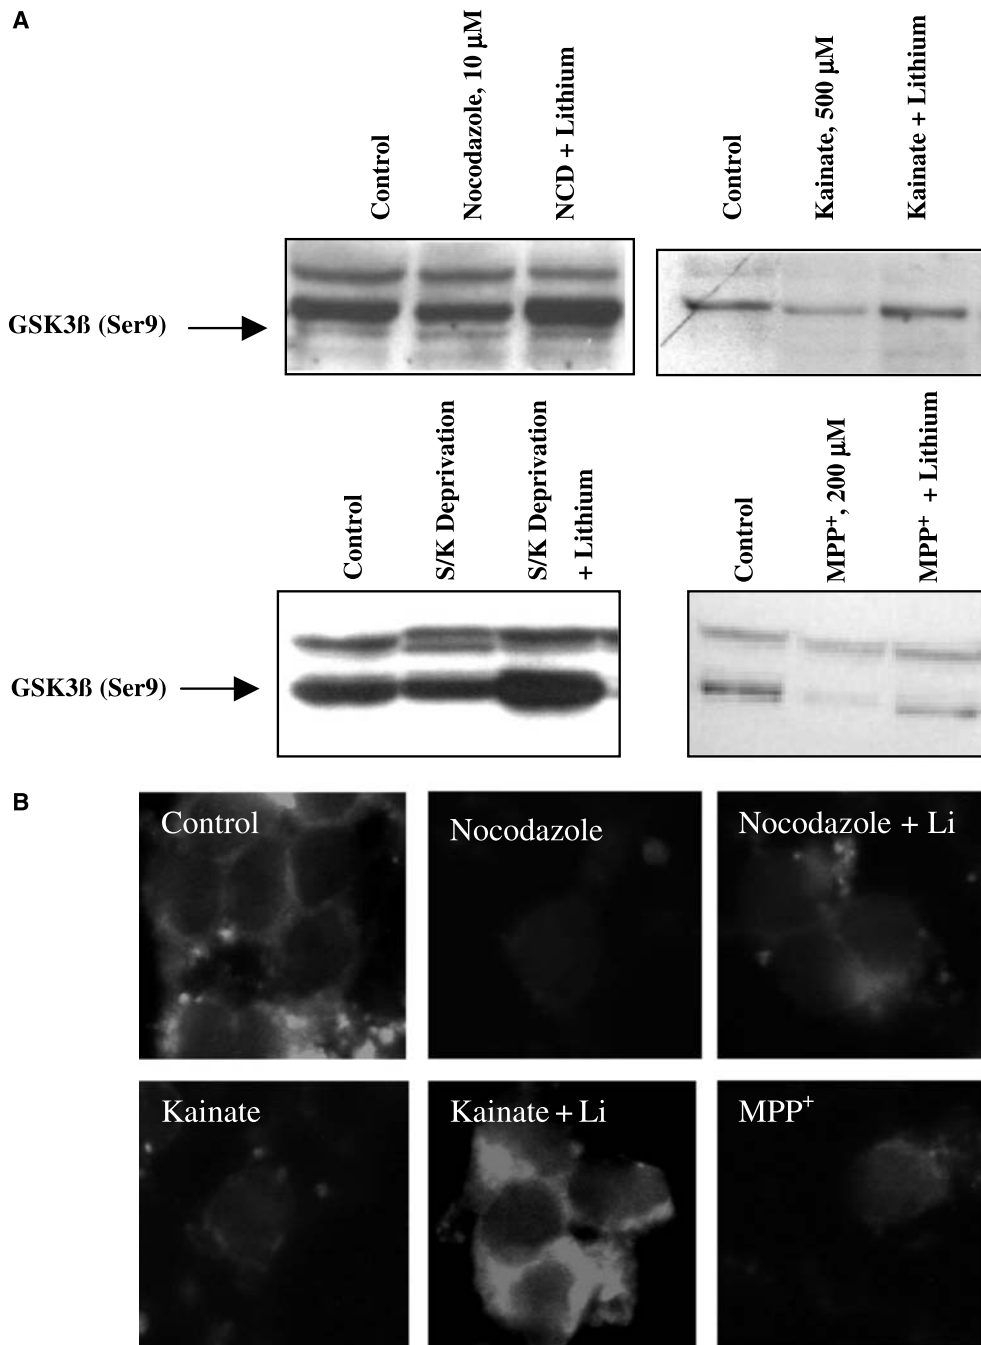 A
Control
Nocodazole, 10 µM
NCD + Lithium
Control
Kainate, 500 µM
Kainate + Lithium
GSK3ß (Ser9)
Control
S/K Deprivation
S/K Deprivation
+ Lithium
Control
MPP+, 200 µM
MPP+ + Lithium
GSK3ß (Ser9)
B
Control
Nocodazole
Nocodazole + Li
Kainate
Kainate + Li
MPP+